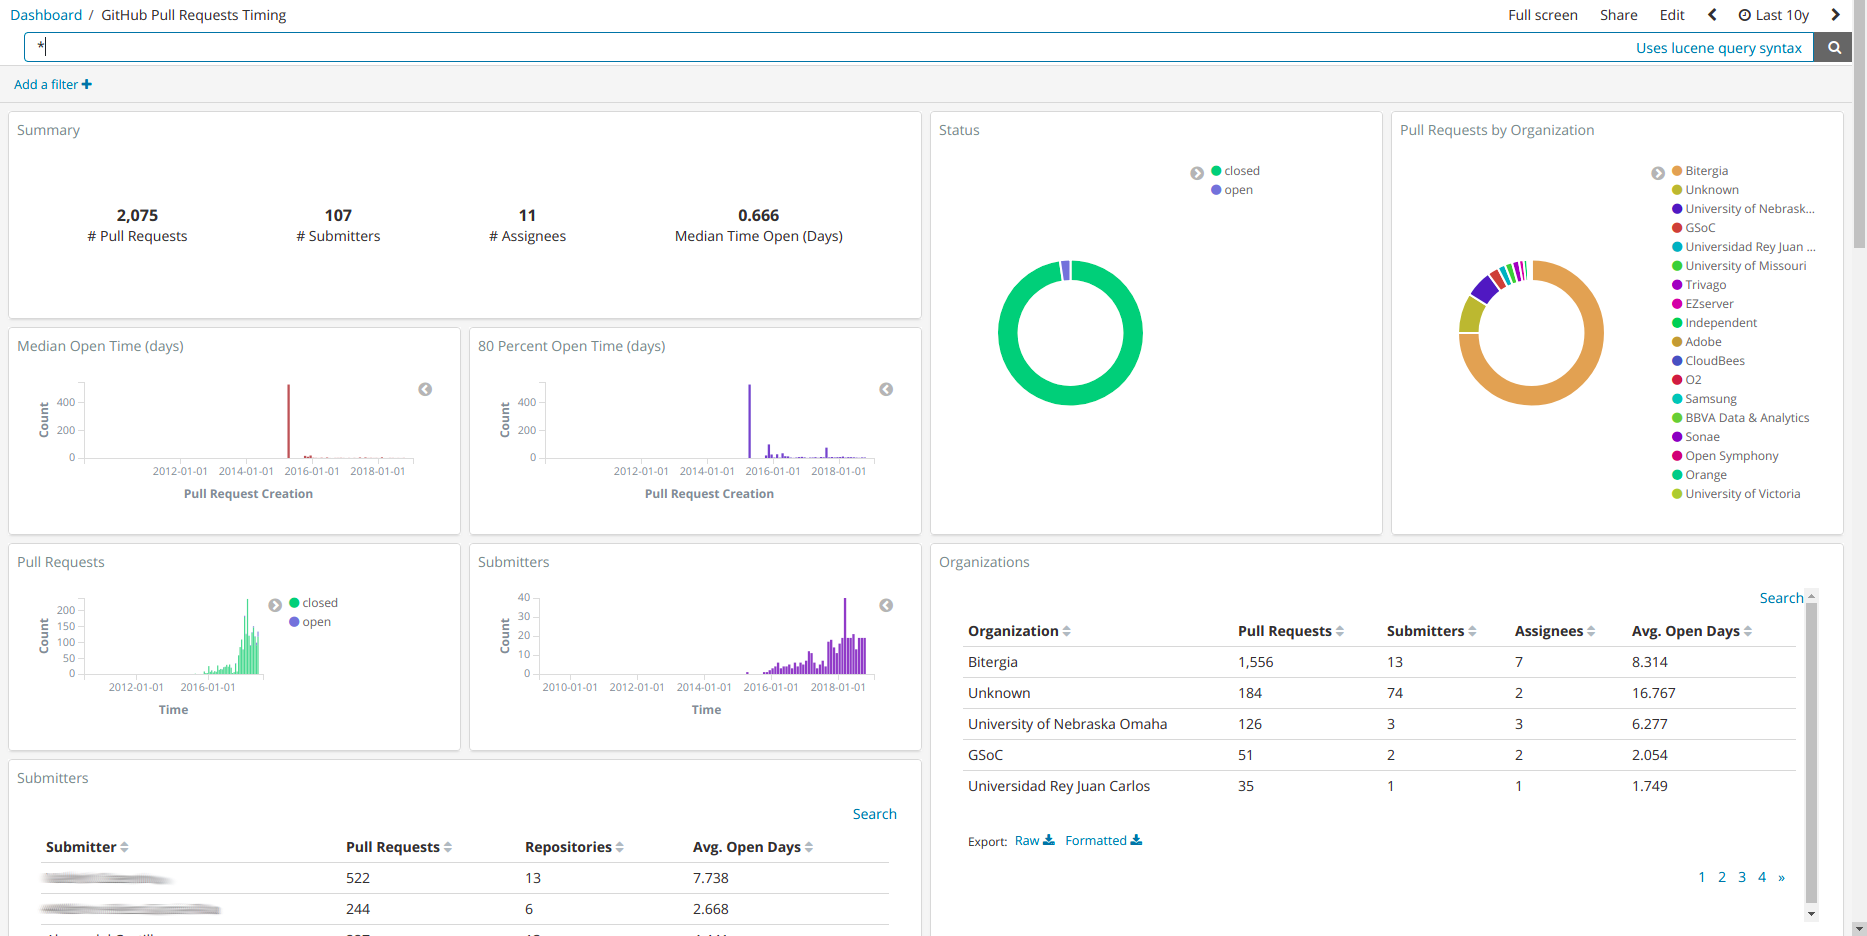 Dashboard / GitHub Pull Requests Timing
Full screen Share Edit Last 10y
*
Uses lucene query syntax
Add a filter
Summary
2,075
# Pull Requests
107
# Submitters
11
# Assignees
0.666
Median Time Open (Days)
Status
closed
open
Pull Requests by Organization
Bitergia
Unknown
University of Nebrask...
GSoC
Universidad Rey Juan ...
University of Missouri
Trivago
EZserver
Independent
Adobe
CloudBees
O2
Samsung
BBVA Data & Analytics
Sonae
Open Symphony
Orange
University of Victoria
Median Open Time (days)
Count
400
200
0
2012-01-01 2014-01-01 2016-01-01 2018-01-01
Pull Request Creation
80 Percent Open Time (days)
Count
400
200
0
2012-01-01 2014-01-01 2016-01-01 2018-01-01
Pull Request Creation
Pull Requests
Count
200
150
100
50
0
2012-01-01 2016-01-01
Time
closed
open
Submitters
Count
40
30
20
10
0
2010-01-01 2012-01-01 2014-01-01 2016-01-01 2018-01-01
Time
Organizations
Search
Organization Pull Requests Submitters Assignees Avg. Open Days
Bitergia 1,556 13 7 8.314
Unknown 184 74 2 16.767
University of Nebraska Omaha 126 3 3 6.277
GSoC 51 2 2 2.054
Universidad Rey Juan Carlos 35 1 1 1.749
Export: Raw Formatted
1 2 3 4 »
Submitters
Search
Submitter Pull Requests Repositories Avg. Open Days
522 13 7.738
244 6 2.668